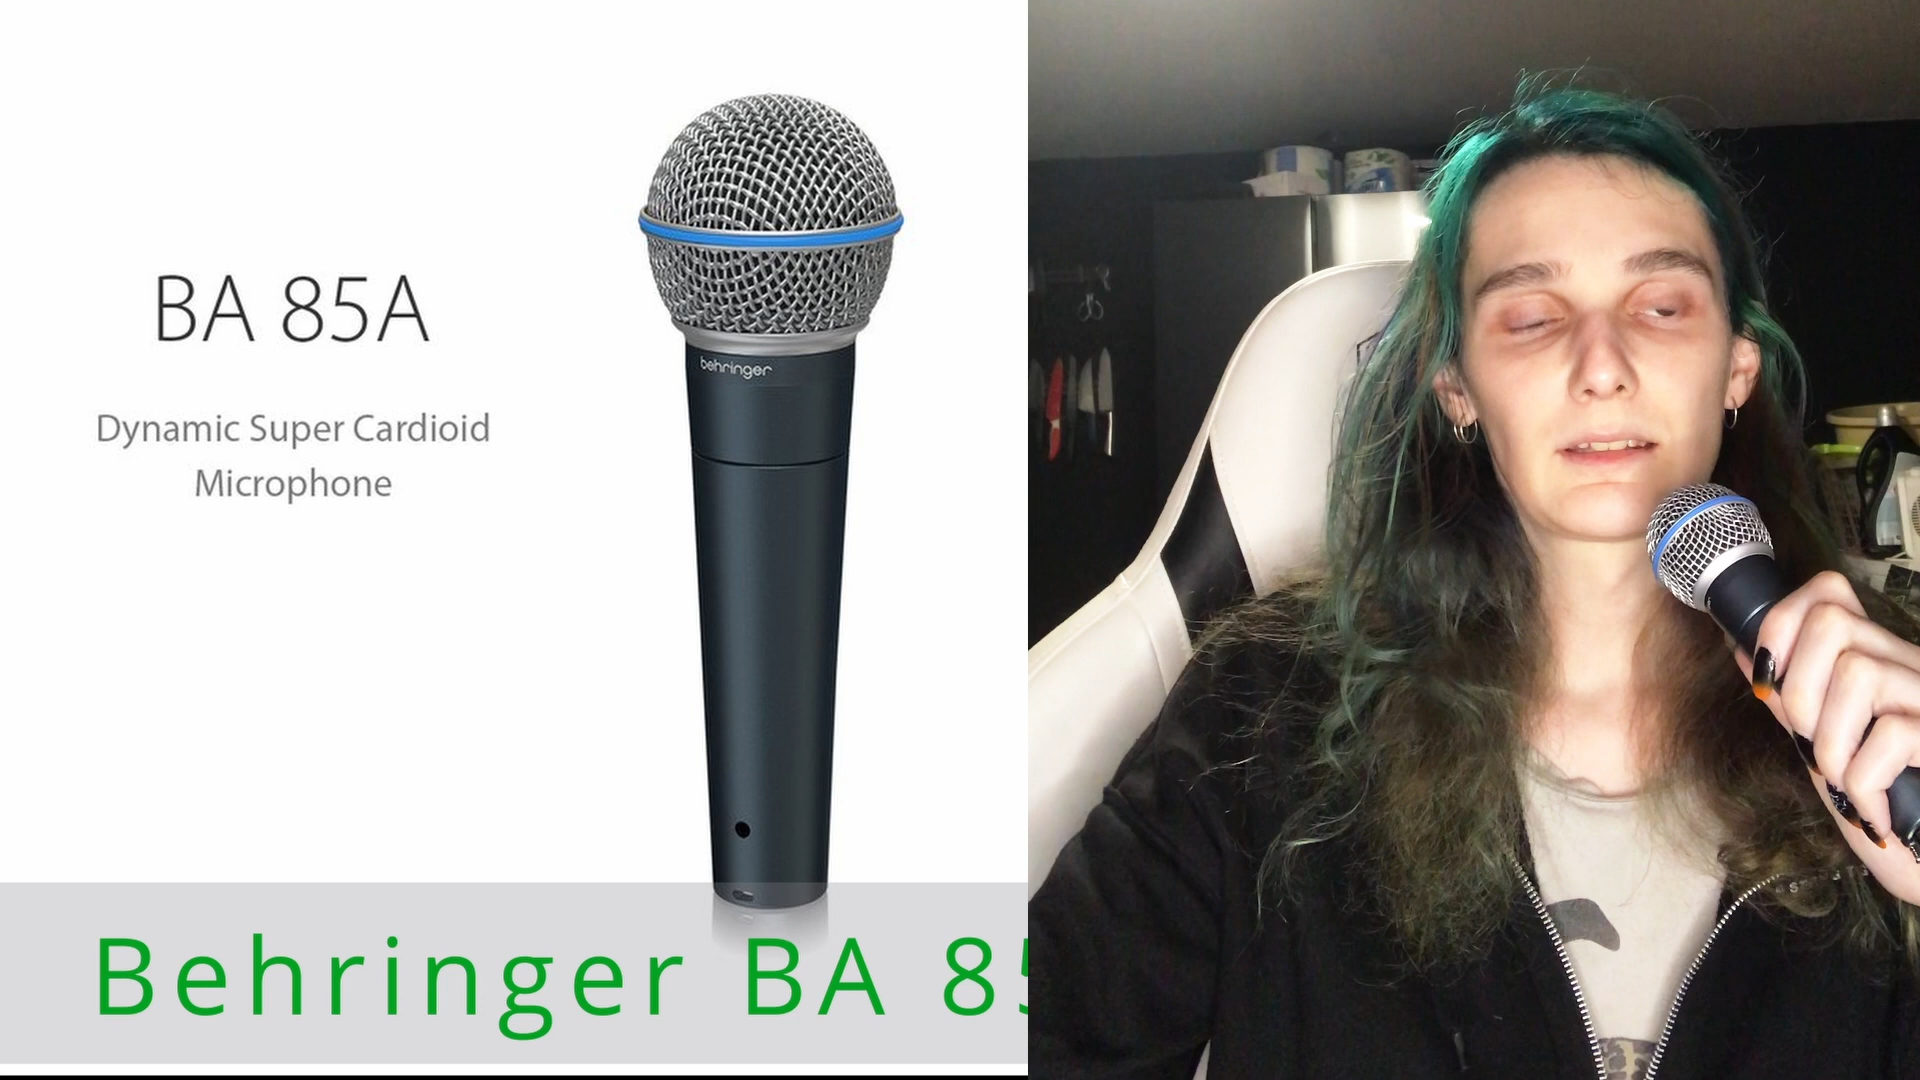 BA 85A
Dynamic Super Cardioid
Microphone
behringer
Behringer BA 85